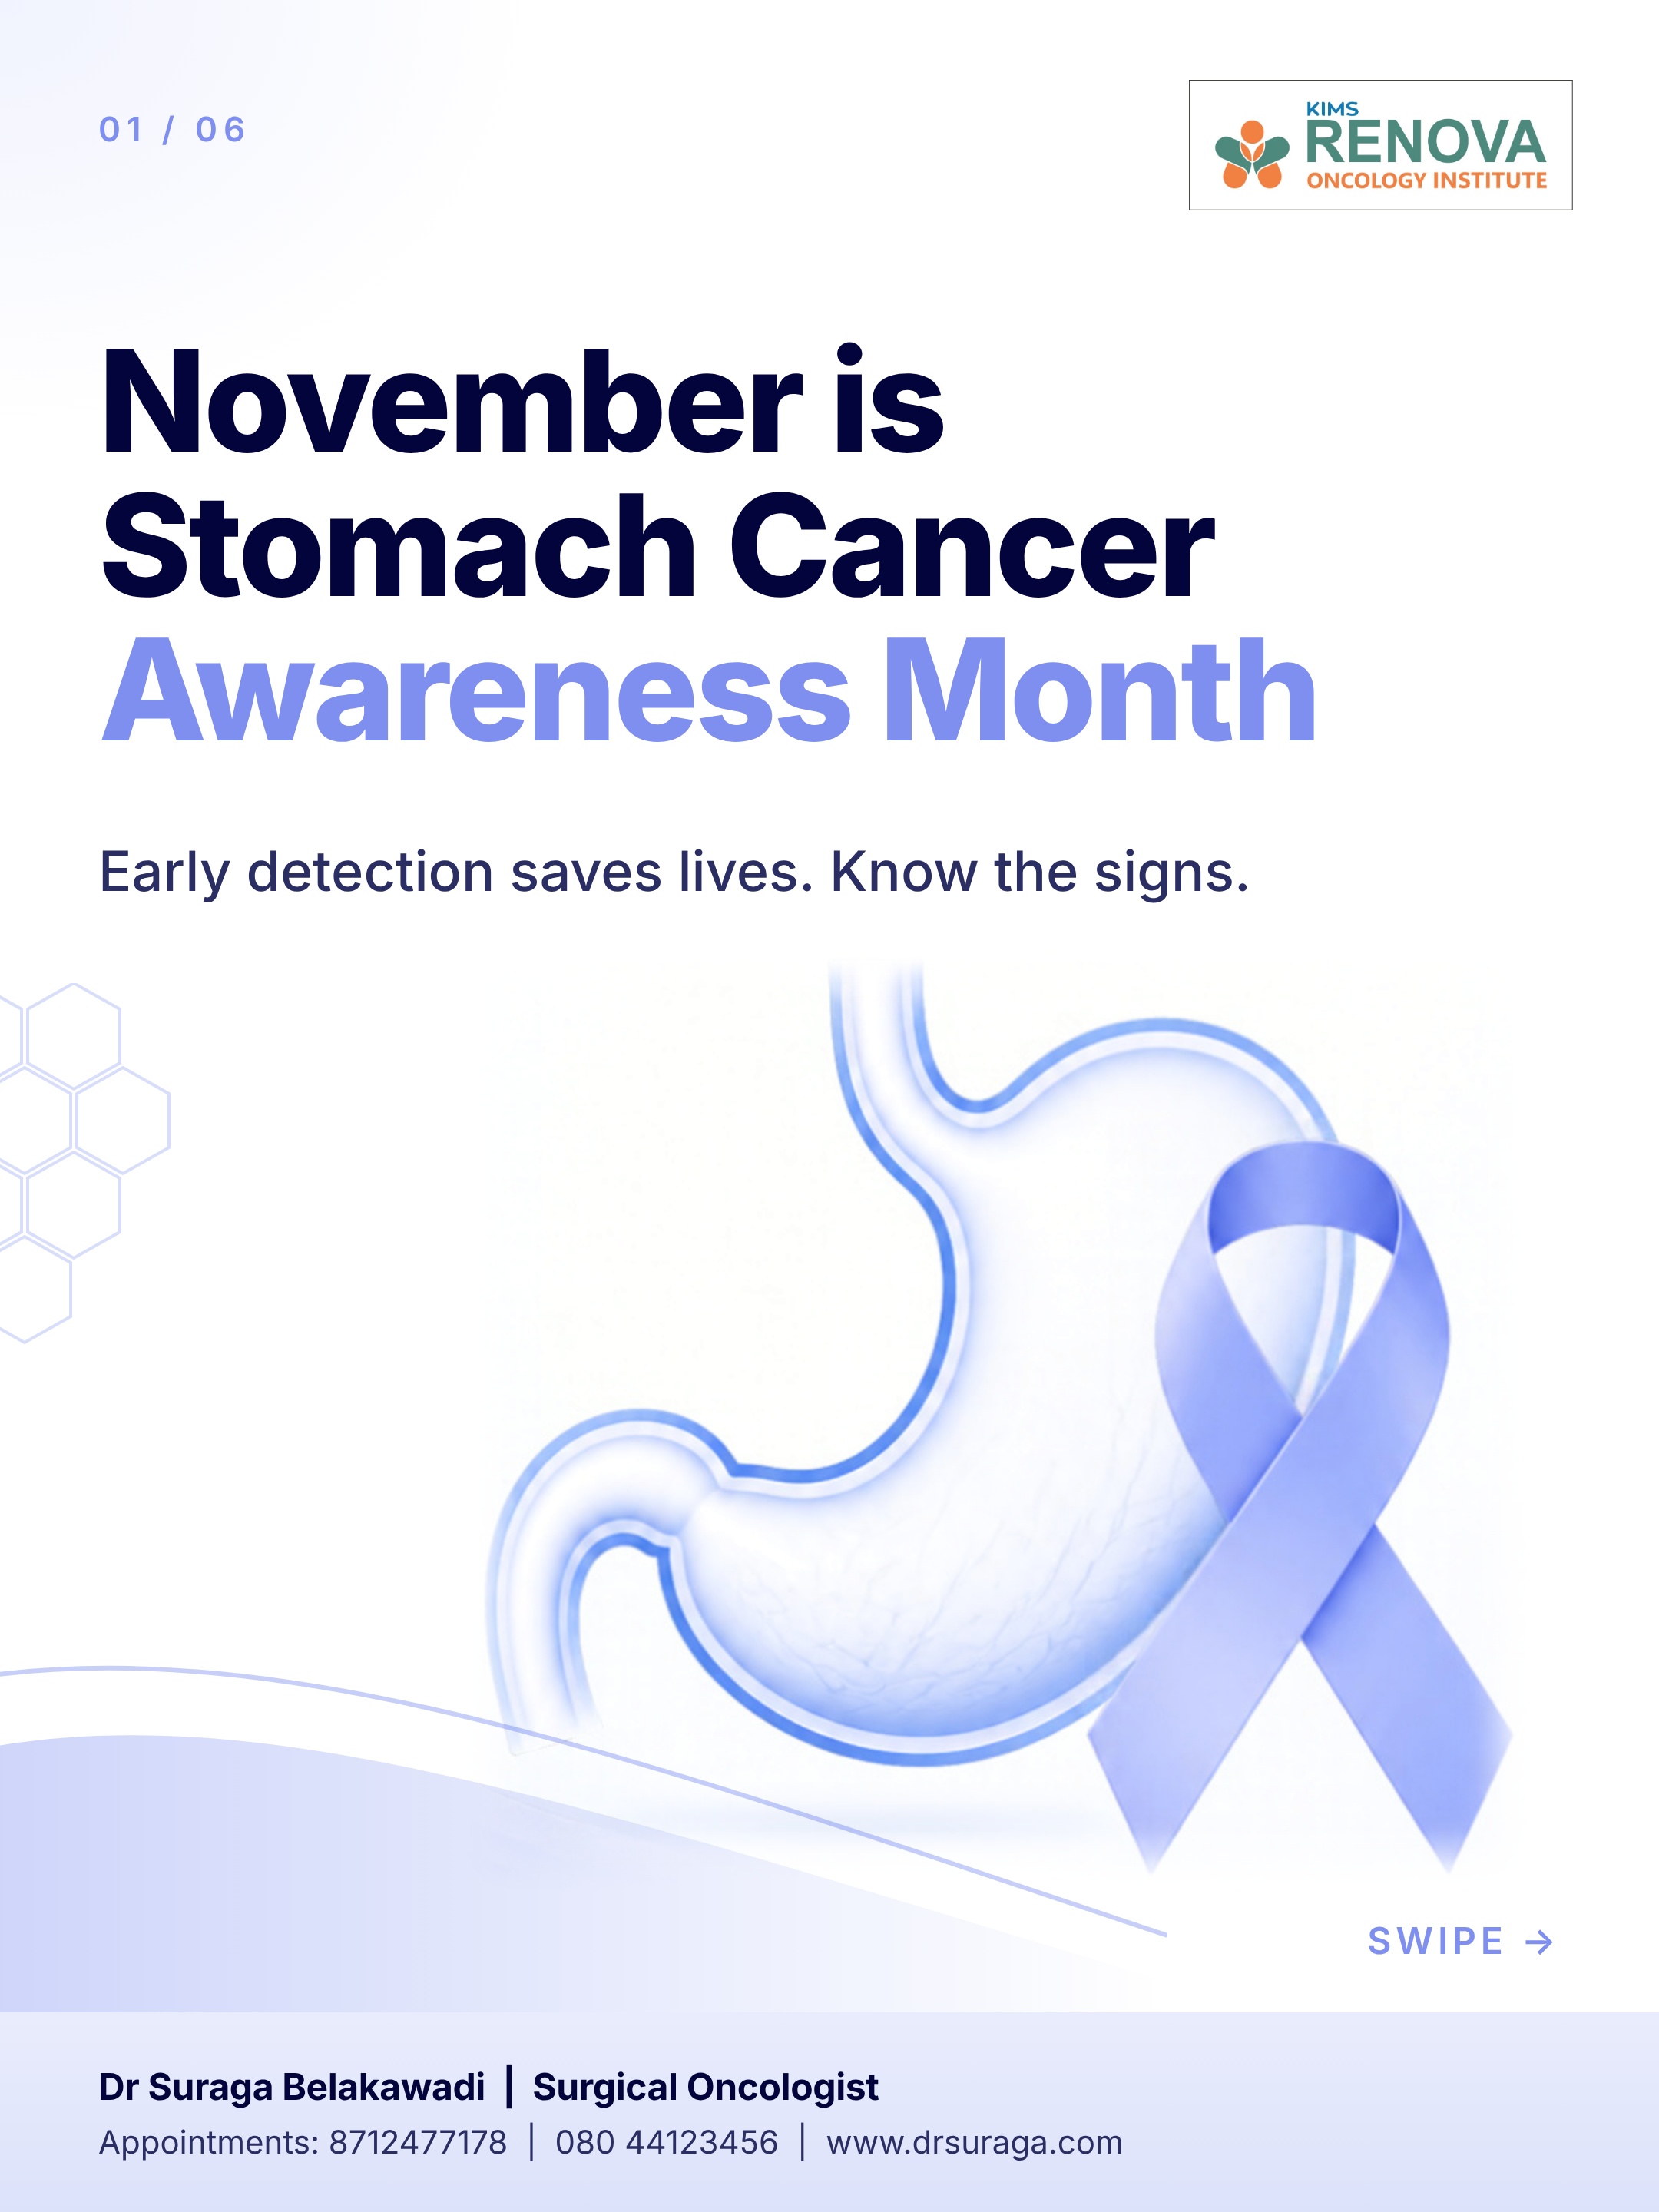 01 / 06
KIMS
RENOVA
ONCOLOGY INSTITUTE
November is
Stomach Cancer
Awareness Month
Early detection saves lives. Know the signs.
SWIPE →
Dr Suraga Belakawadi | Surgical Oncologist
Appointments: 8712477178 | 080 44123456 | www.drsuraga.com